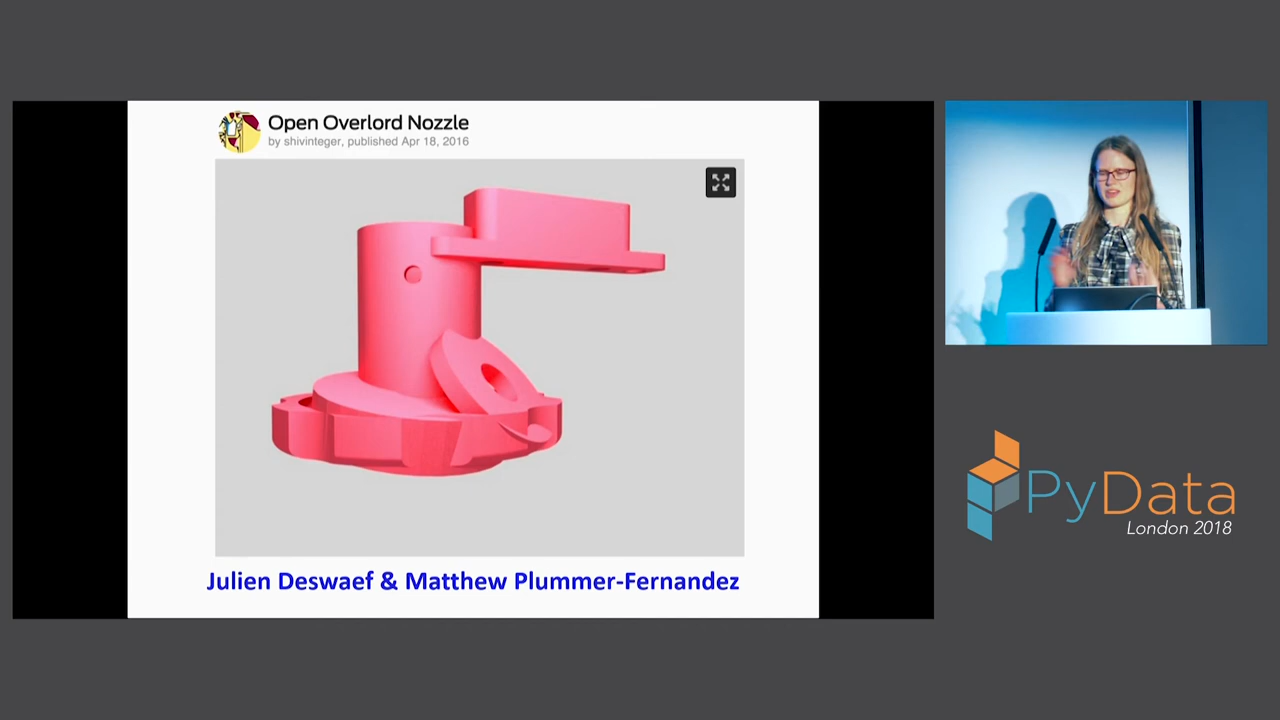 Open Overlord Nozzle
by shivinteger, published Apr 18, 2016
Julien Deswaef & Matthew Plummer-Fernandez
PyData
London 2018